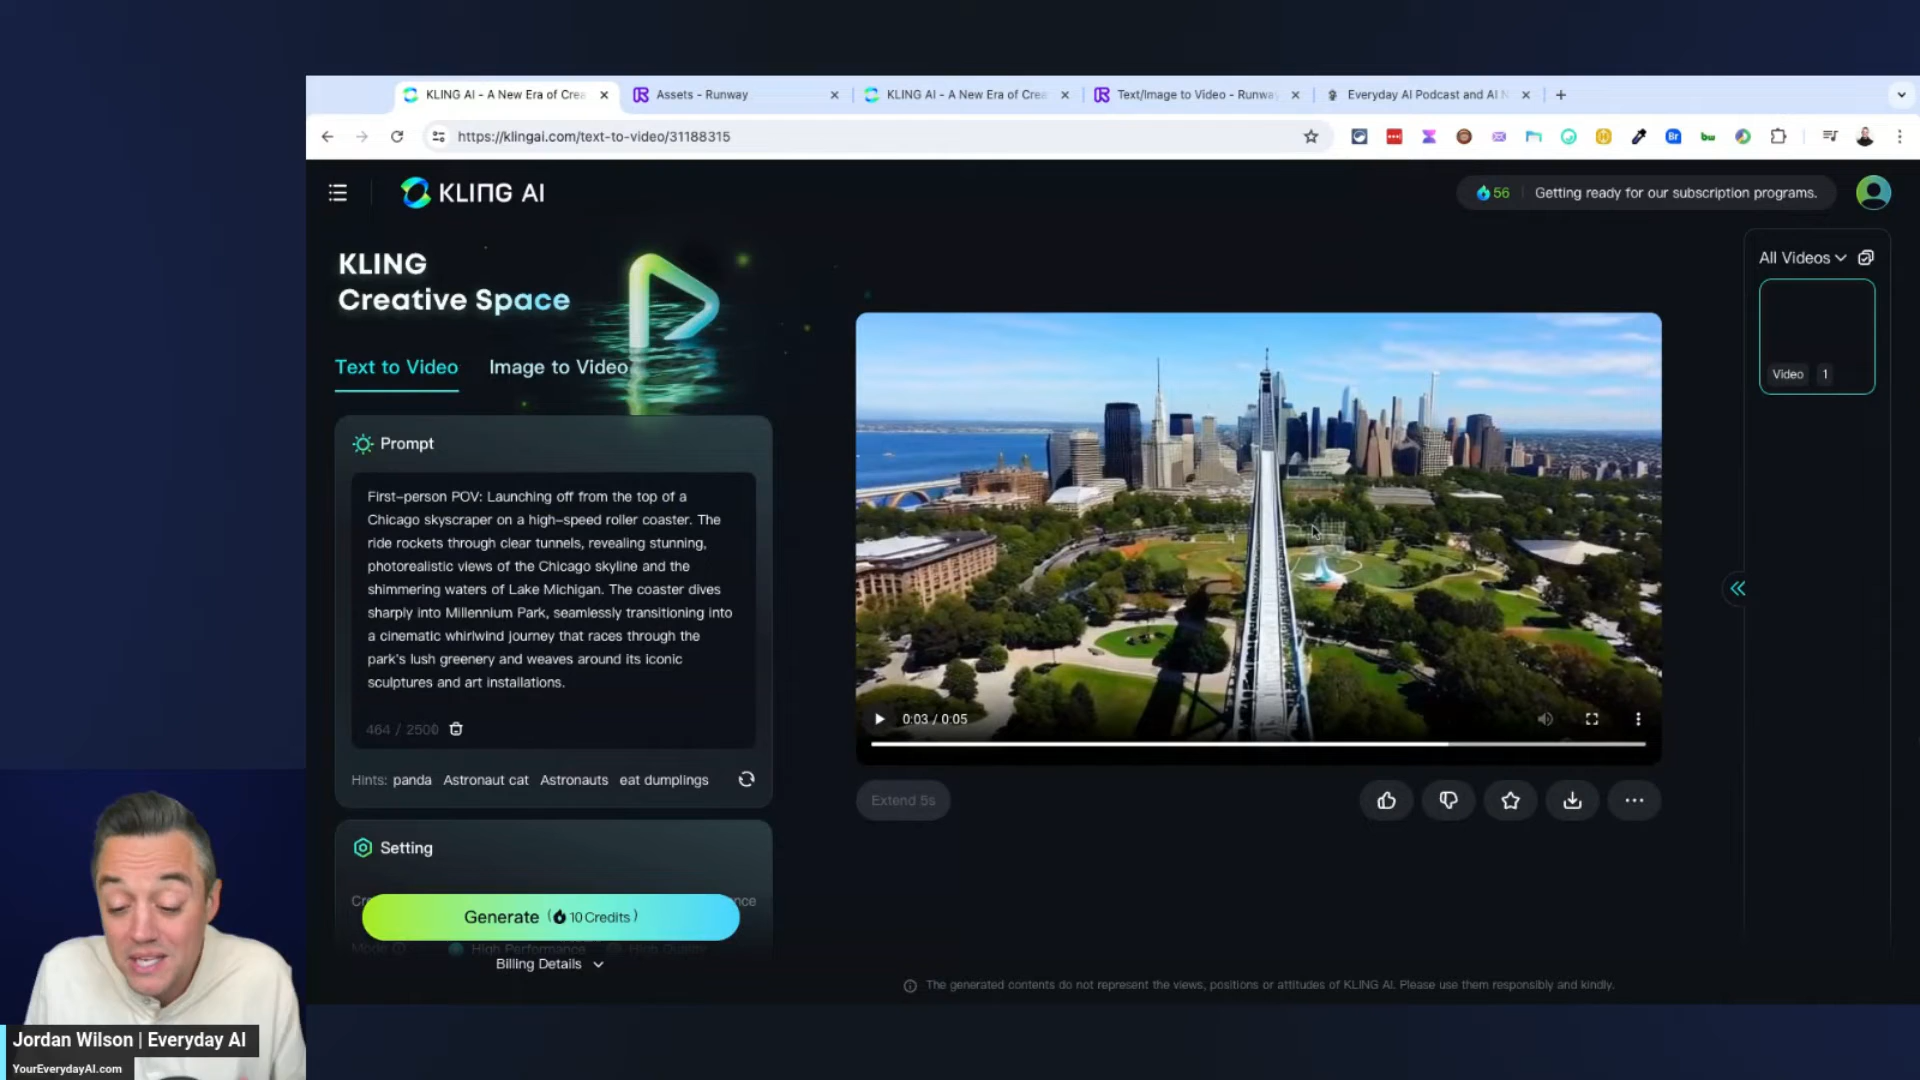 KLING AI - A New Era of Crea
Assets - Runway
KLING AI - A New Era of Crea
Text/Image to Video - Runway
Everyday AI Podcast and AI N
https://klingai.com/text-to-video/31188315
KLING AI
56
Getting ready for our subscription programs.
KLING
Creative Space
Text to Video
Image to Video
Prompt
First-person POV: Launching off from the top of a
Chicago skyscraper on a high-speed roller coaster. The
ride rockets through clear tunnels, revealing stunning,
photorealistic views of the Chicago skyline and the
shimmering waters of Lake Michigan. The coaster dives
sharply into Millennium Park, seamlessly transitioning into
a cinematic whirlwind journey that races through the
park's lush greenery and weaves around its iconic
sculptures and art installations.
464 / 2500
Hints: panda Astronaut cat Astronauts eat dumplings
Setting
Generate (10 Credits)
Mode High Performance High Quality
Billing Details
0:03 / 0:05
Extend 5s
All Videos
Video 1
The generated contents do not represent the views, positions or attitudes of KLING AI. Please use them responsibly and kindly.
Jordan Wilson | Everyday AI
YourEverydayAI.com